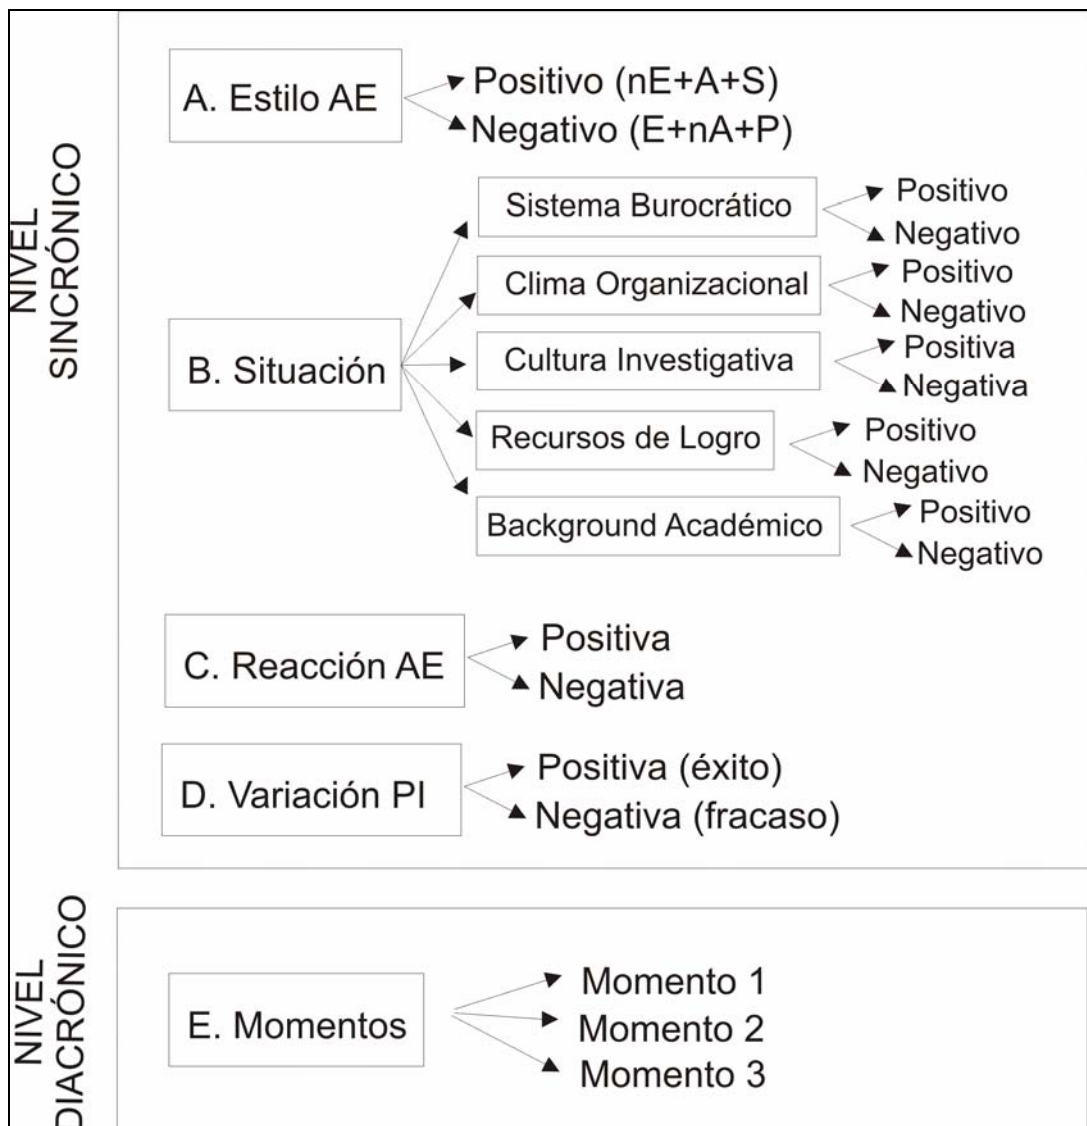 NIVEL
SINCRÓNICO
A. Estilo AE
Positivo (nE+A+S)
Negativo (E+nA+P)
B. Situación
Sistema Burocrático
Positivo
Negativo
Clima Organizacional
Positivo
Negativo
Cultura Investigativa
Positiva
Negativa
Recursos de Logro
Positivo
Negativo
Background Académico
Positivo
Negativo
C. Reacción AE
Positiva
Negativa
D. Variación PI
Positiva (éxito)
Negativa (fracaso)
NIVEL
DIACRÓNICO
E. Momentos
Momento 1
Momento 2
Momento 3